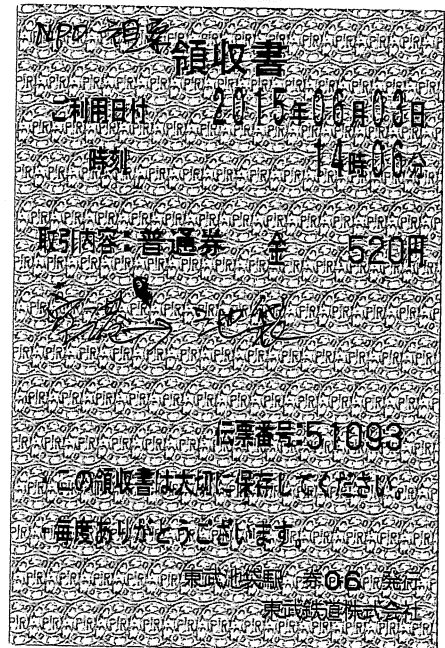 NPO 相棄
領収書
ご利用日付 2015年06月03日
時刻 14時06分
取引内容:普通券 金 520円
→池袋
伝票番号:51093
・この領収書は大切に保存してください。
・毎度ありがとうございます。
東武池袋駅 券06 発行
東武鉄道株式会社